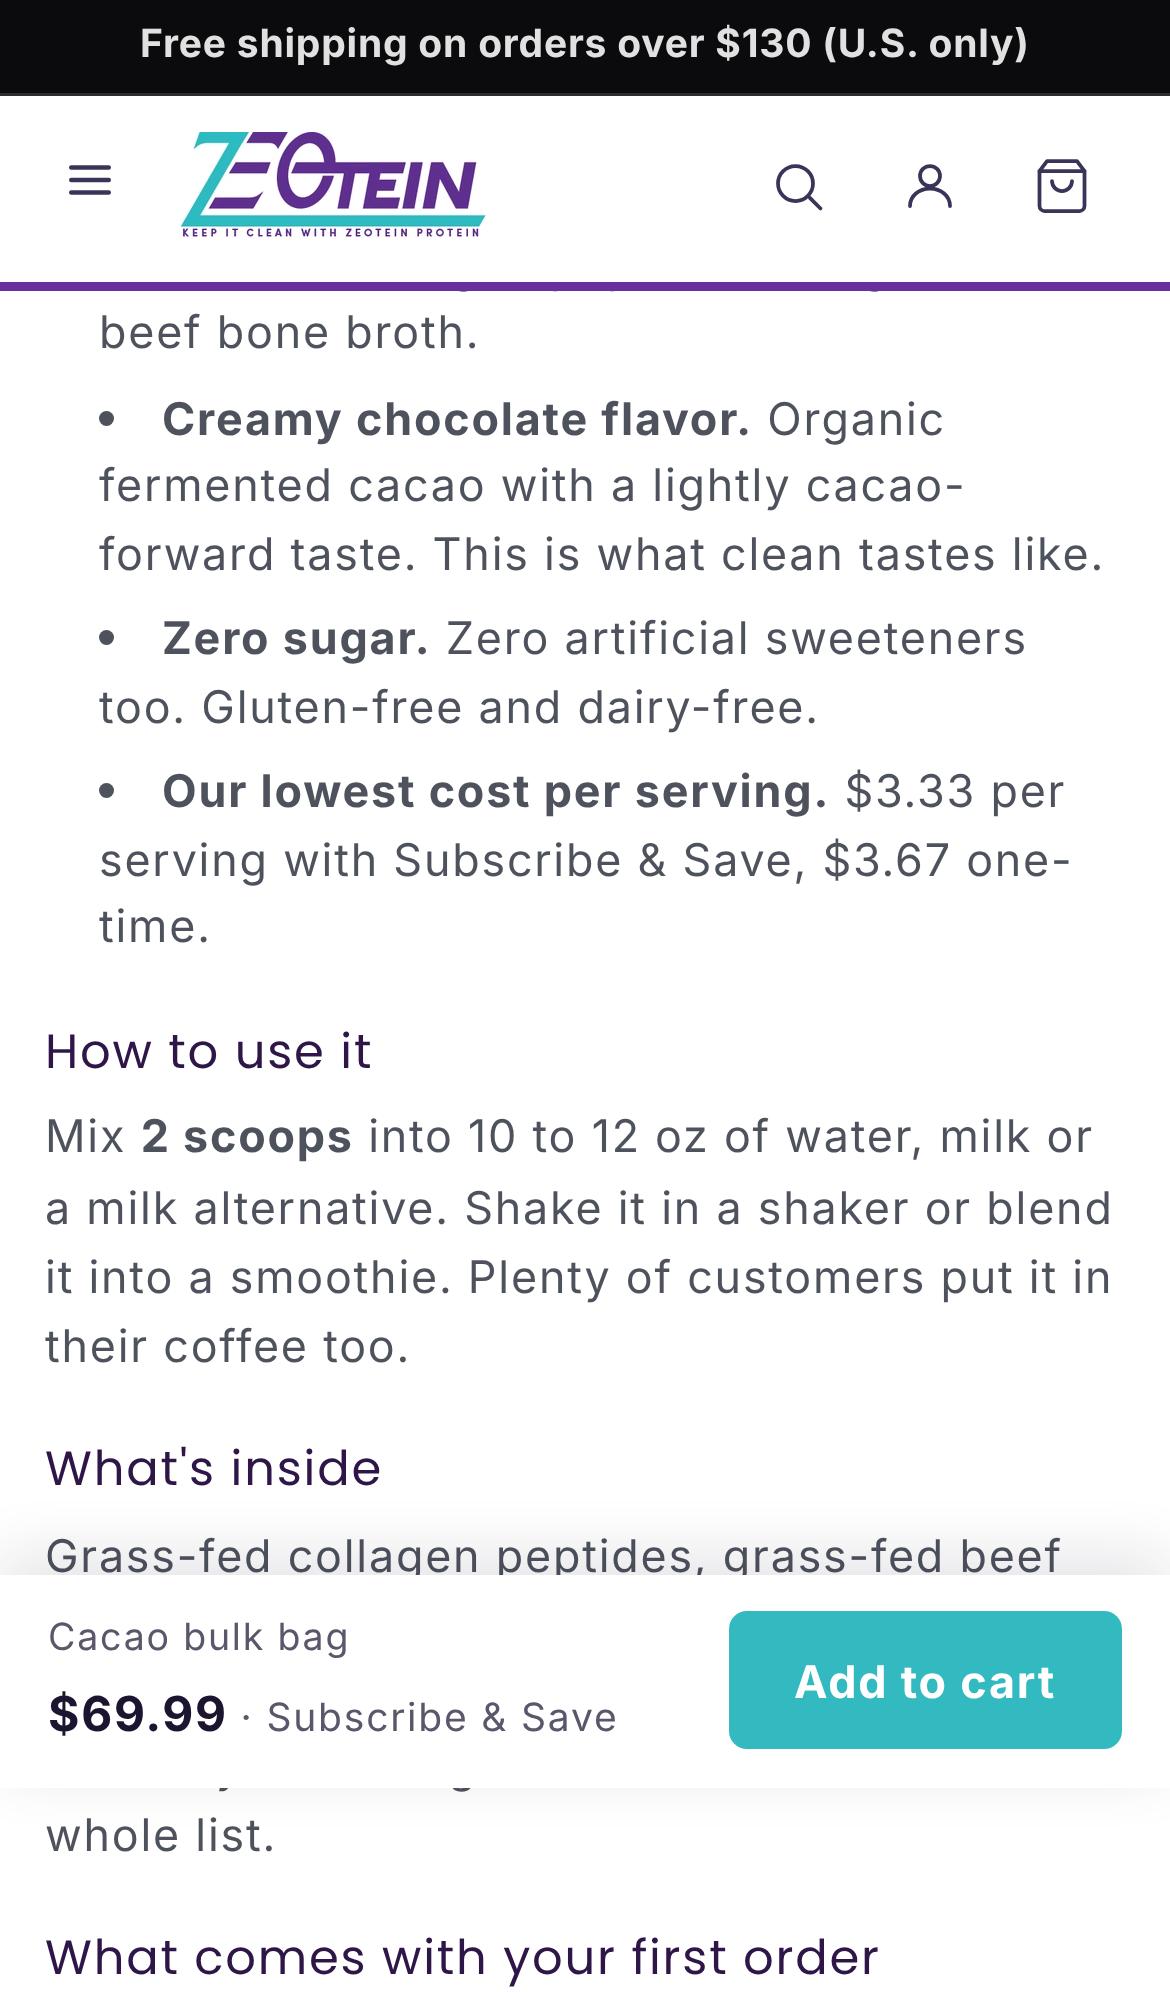 Free shipping on orders over $130 (U.S. only)
ZEOTEIN
KEEP IT CLEAN WITH ZEOTEIN PROTEIN
beef bone broth.
• Creamy chocolate flavor. Organic
fermented cacao with a lightly cacao-
forward taste. This is what clean tastes like.
• Zero sugar. Zero artificial sweeteners
too. Gluten-free and dairy-free.
• Our lowest cost per serving. $3.33 per
serving with Subscribe & Save, $3.67 one-
time.
How to use it
Mix 2 scoops into 10 to 12 oz of water, milk or
a milk alternative. Shake it in a shaker or blend
it into a smoothie. Plenty of customers put it in
their coffee too.
What's inside
Grass-fed collagen peptides, grass-fed beef
Cacao bulk bag
$69.99 · Subscribe & Save
Add to cart
whole list.
What comes with your first order